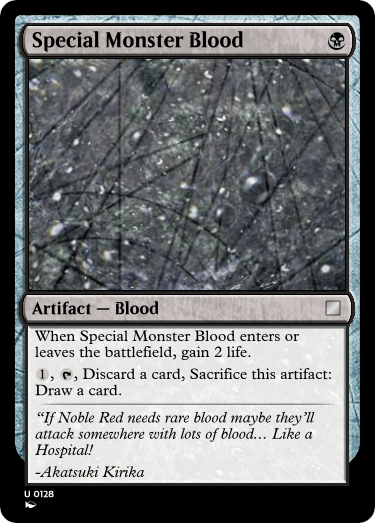 Special Monster Blood
Artifact — Blood
When Special Monster Blood enters or
leaves the battlefield, gain 2 life.
1, , Discard a card, Sacrifice this artifact:
Draw a card.
“If Noble Red needs rare blood maybe they’ll
attack somewhere with lots of blood… Like a
Hospital!
-Akatsuki Kirika
U 0128